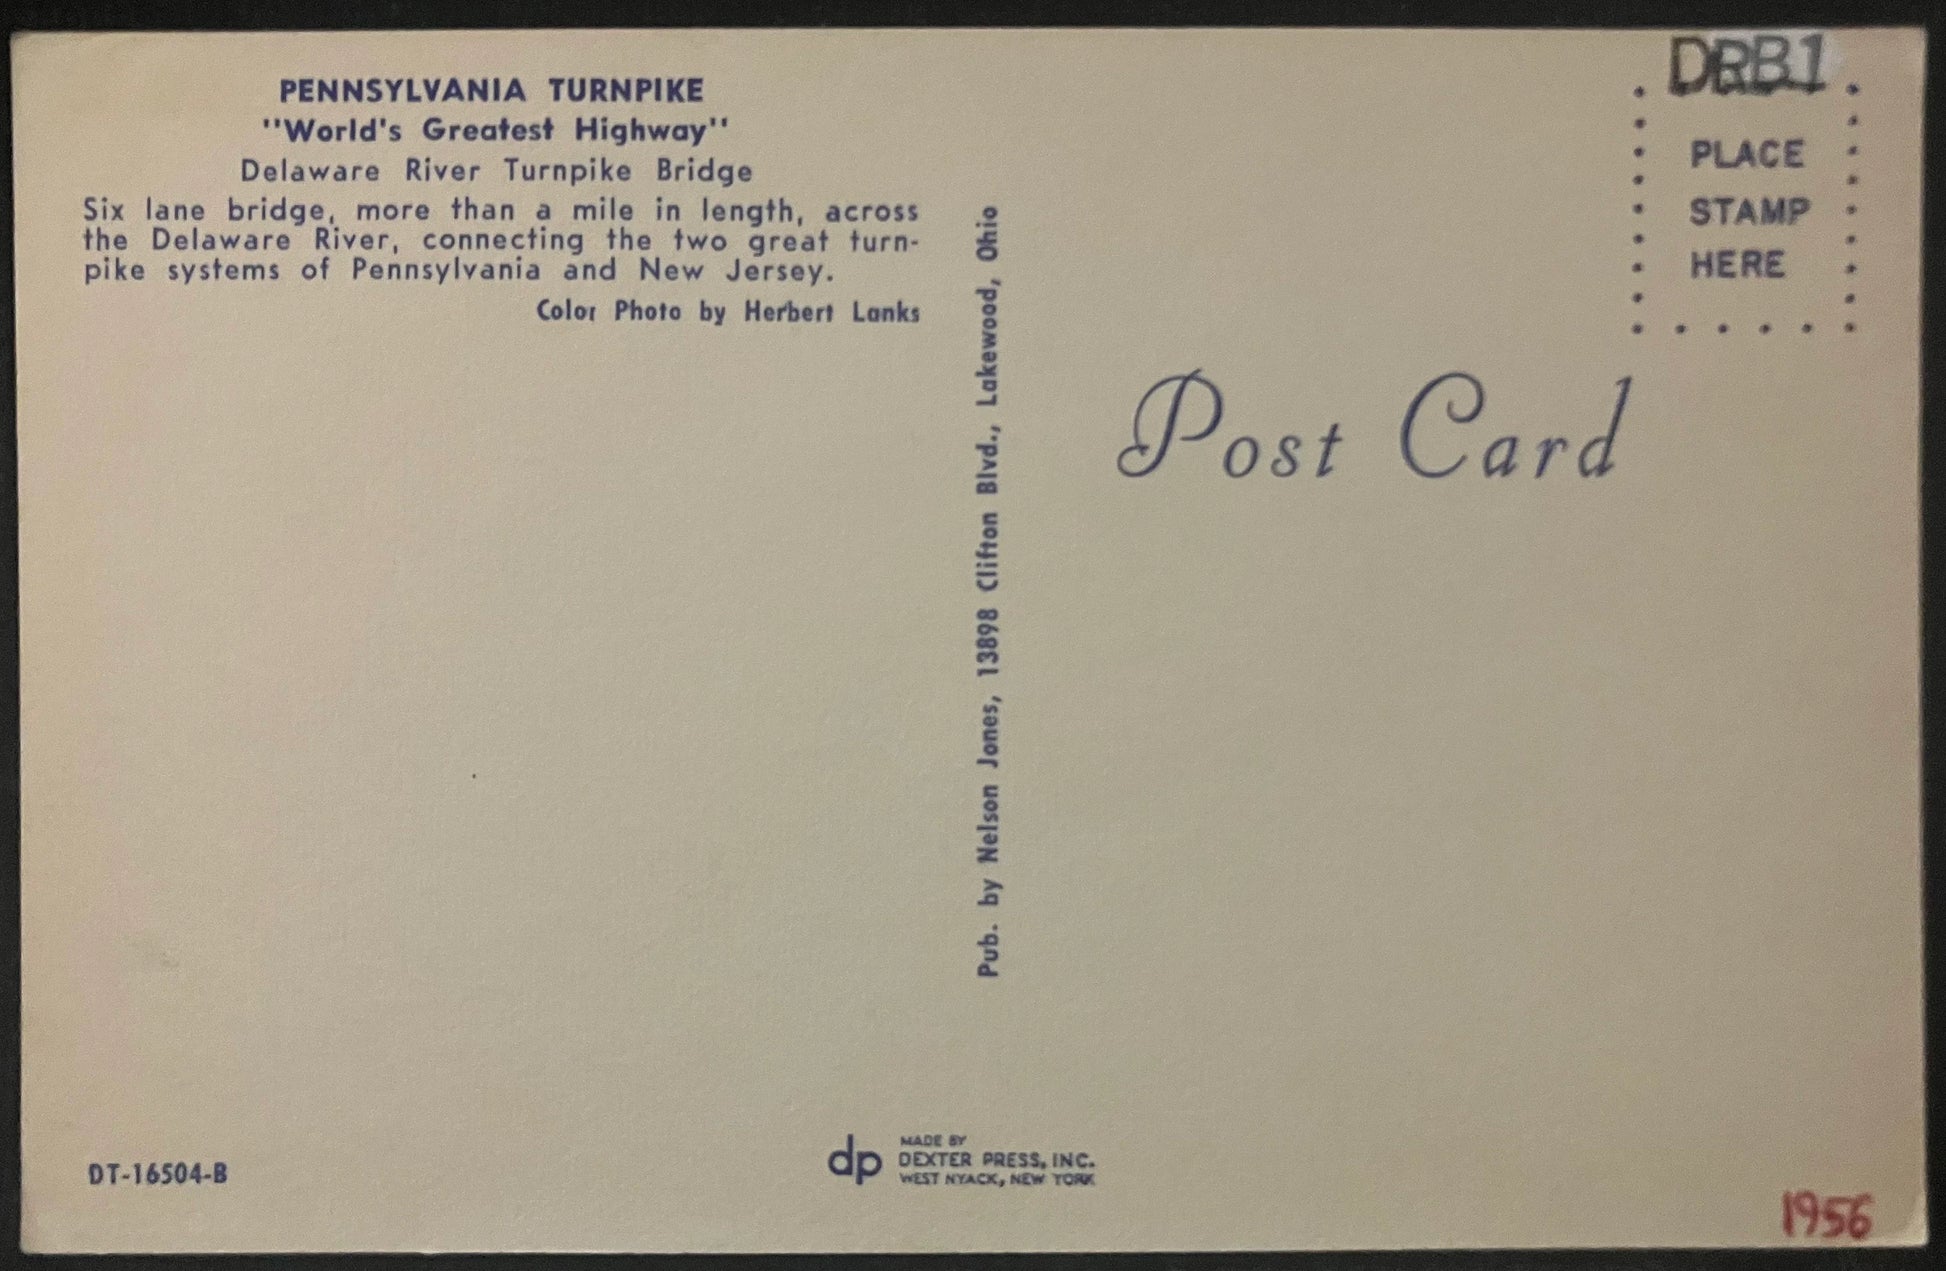 PENNSYLVANIA TURNPIKE
"World's Greatest Highway"
Delaware River Turnpike Bridge
Six lane bridge, more than a mile in length, across
the Delaware River, connecting the two great turn-
pike systems of Pennsylvania and New Jersey.
Color Photo by Herbert Lanks
Pub. by Nelson Jones, 13898 Clifton Blvd., Lakewood, Ohio
DRB1
PLACE
STAMP
HERE
Post Card
DT-16504-B
dp
MADE BY
DEXTER PRESS, INC.
WEST NYACK, NEW YORK
1956